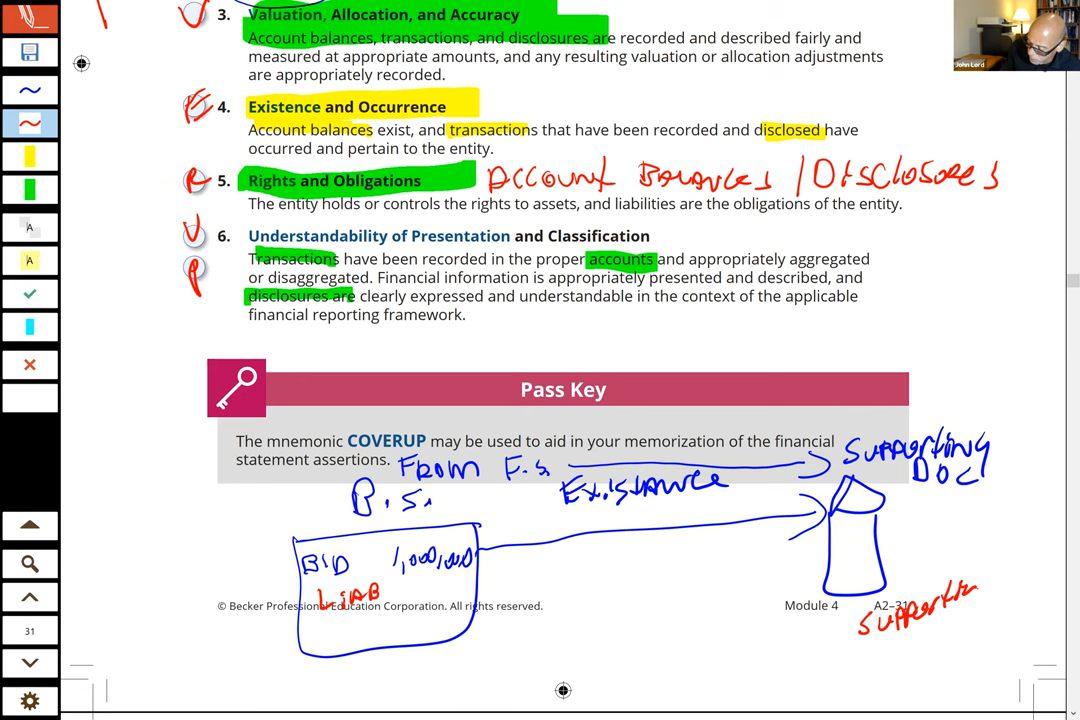 V 3. Valuation, Allocation, and Accuracy
Account balances, transactions, and disclosures are recorded and described fairly and
measured at appropriate amounts, and any resulting valuation or allocation adjustments
are appropriately recorded.
John Lord
E 4. Existence and Occurrence
Account balances exist, and transactions that have been recorded and disclosed have
occurred and pertain to the entity.
R 5. Rights and Obligations ACCOUNT BALANCES / DISCLOSURES
The entity holds or controls the rights to assets, and liabilities are the obligations of the entity.
U 6. Understandability of Presentation and Classification
P Transactions have been recorded in the proper accounts and appropriately aggregated
or disaggregated. Financial information is appropriately presented and described, and
disclosures are clearly expressed and understandable in the context of the applicable
financial reporting framework.
Pass Key
The mnemonic COVERUP may be used to aid in your memorization of the financial
statement assertions.
FROM F.S. SUPPORTING
DOC
EXISTANCE
B.S.
BLD 1,000,000
LIAB
© Becker Professional Education Corporation. All rights reserved. Module 4 A2–31
SUPPORTIN
A
A
31